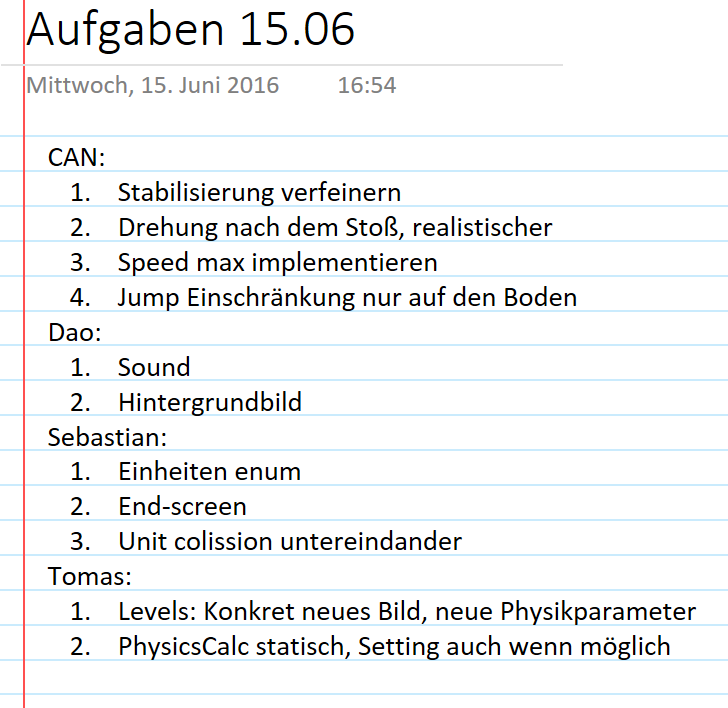 Aufgaben 15.06
Mittwoch, 15. Juni 2016 16:54
CAN:
1. Stabilisierung verfeinern
2. Drehung nach dem Stoß, realistischer
3. Speed max implementieren
4. Jump Einschränkung nur auf den Boden
Dao:
1. Sound
2. Hintergrundbild
Sebastian:
1. Einheiten enum
2. End-screen
3. Unit colission untereindander
Tomas:
1. Levels: Konkret neues Bild, neue Physikparameter
2. PhysicsCalc statisch, Setting auch wenn möglich